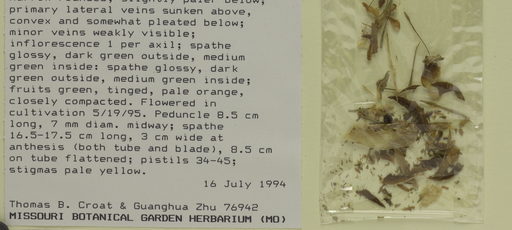 primary lateral veins sunken above,
convex and somewhat pleated below;
minor veins weakly visible;
inflorescence 1 per axil; spathe
glossy, dark green outside, medium
green inside: spathe glossy, dark
green outside, medium green inside;
fruits green, tinged, pale orange,
closely compacted. Flowered in
cultivation 5/19/95. Peduncle 8.5 cm
long, 7 mm diam. midway; spathe
16.5-17.5 cm long, 3 cm wide at
anthesis (both tube and blade), 8.5 cm
on tube flattened; pistils 34-45;
stigmas pale yellow.
16 July 1994
Thomas B. Croat & Guanghua Zhu 76942
MISSOURI BOTANICAL GARDEN HERBARIUM (MO)